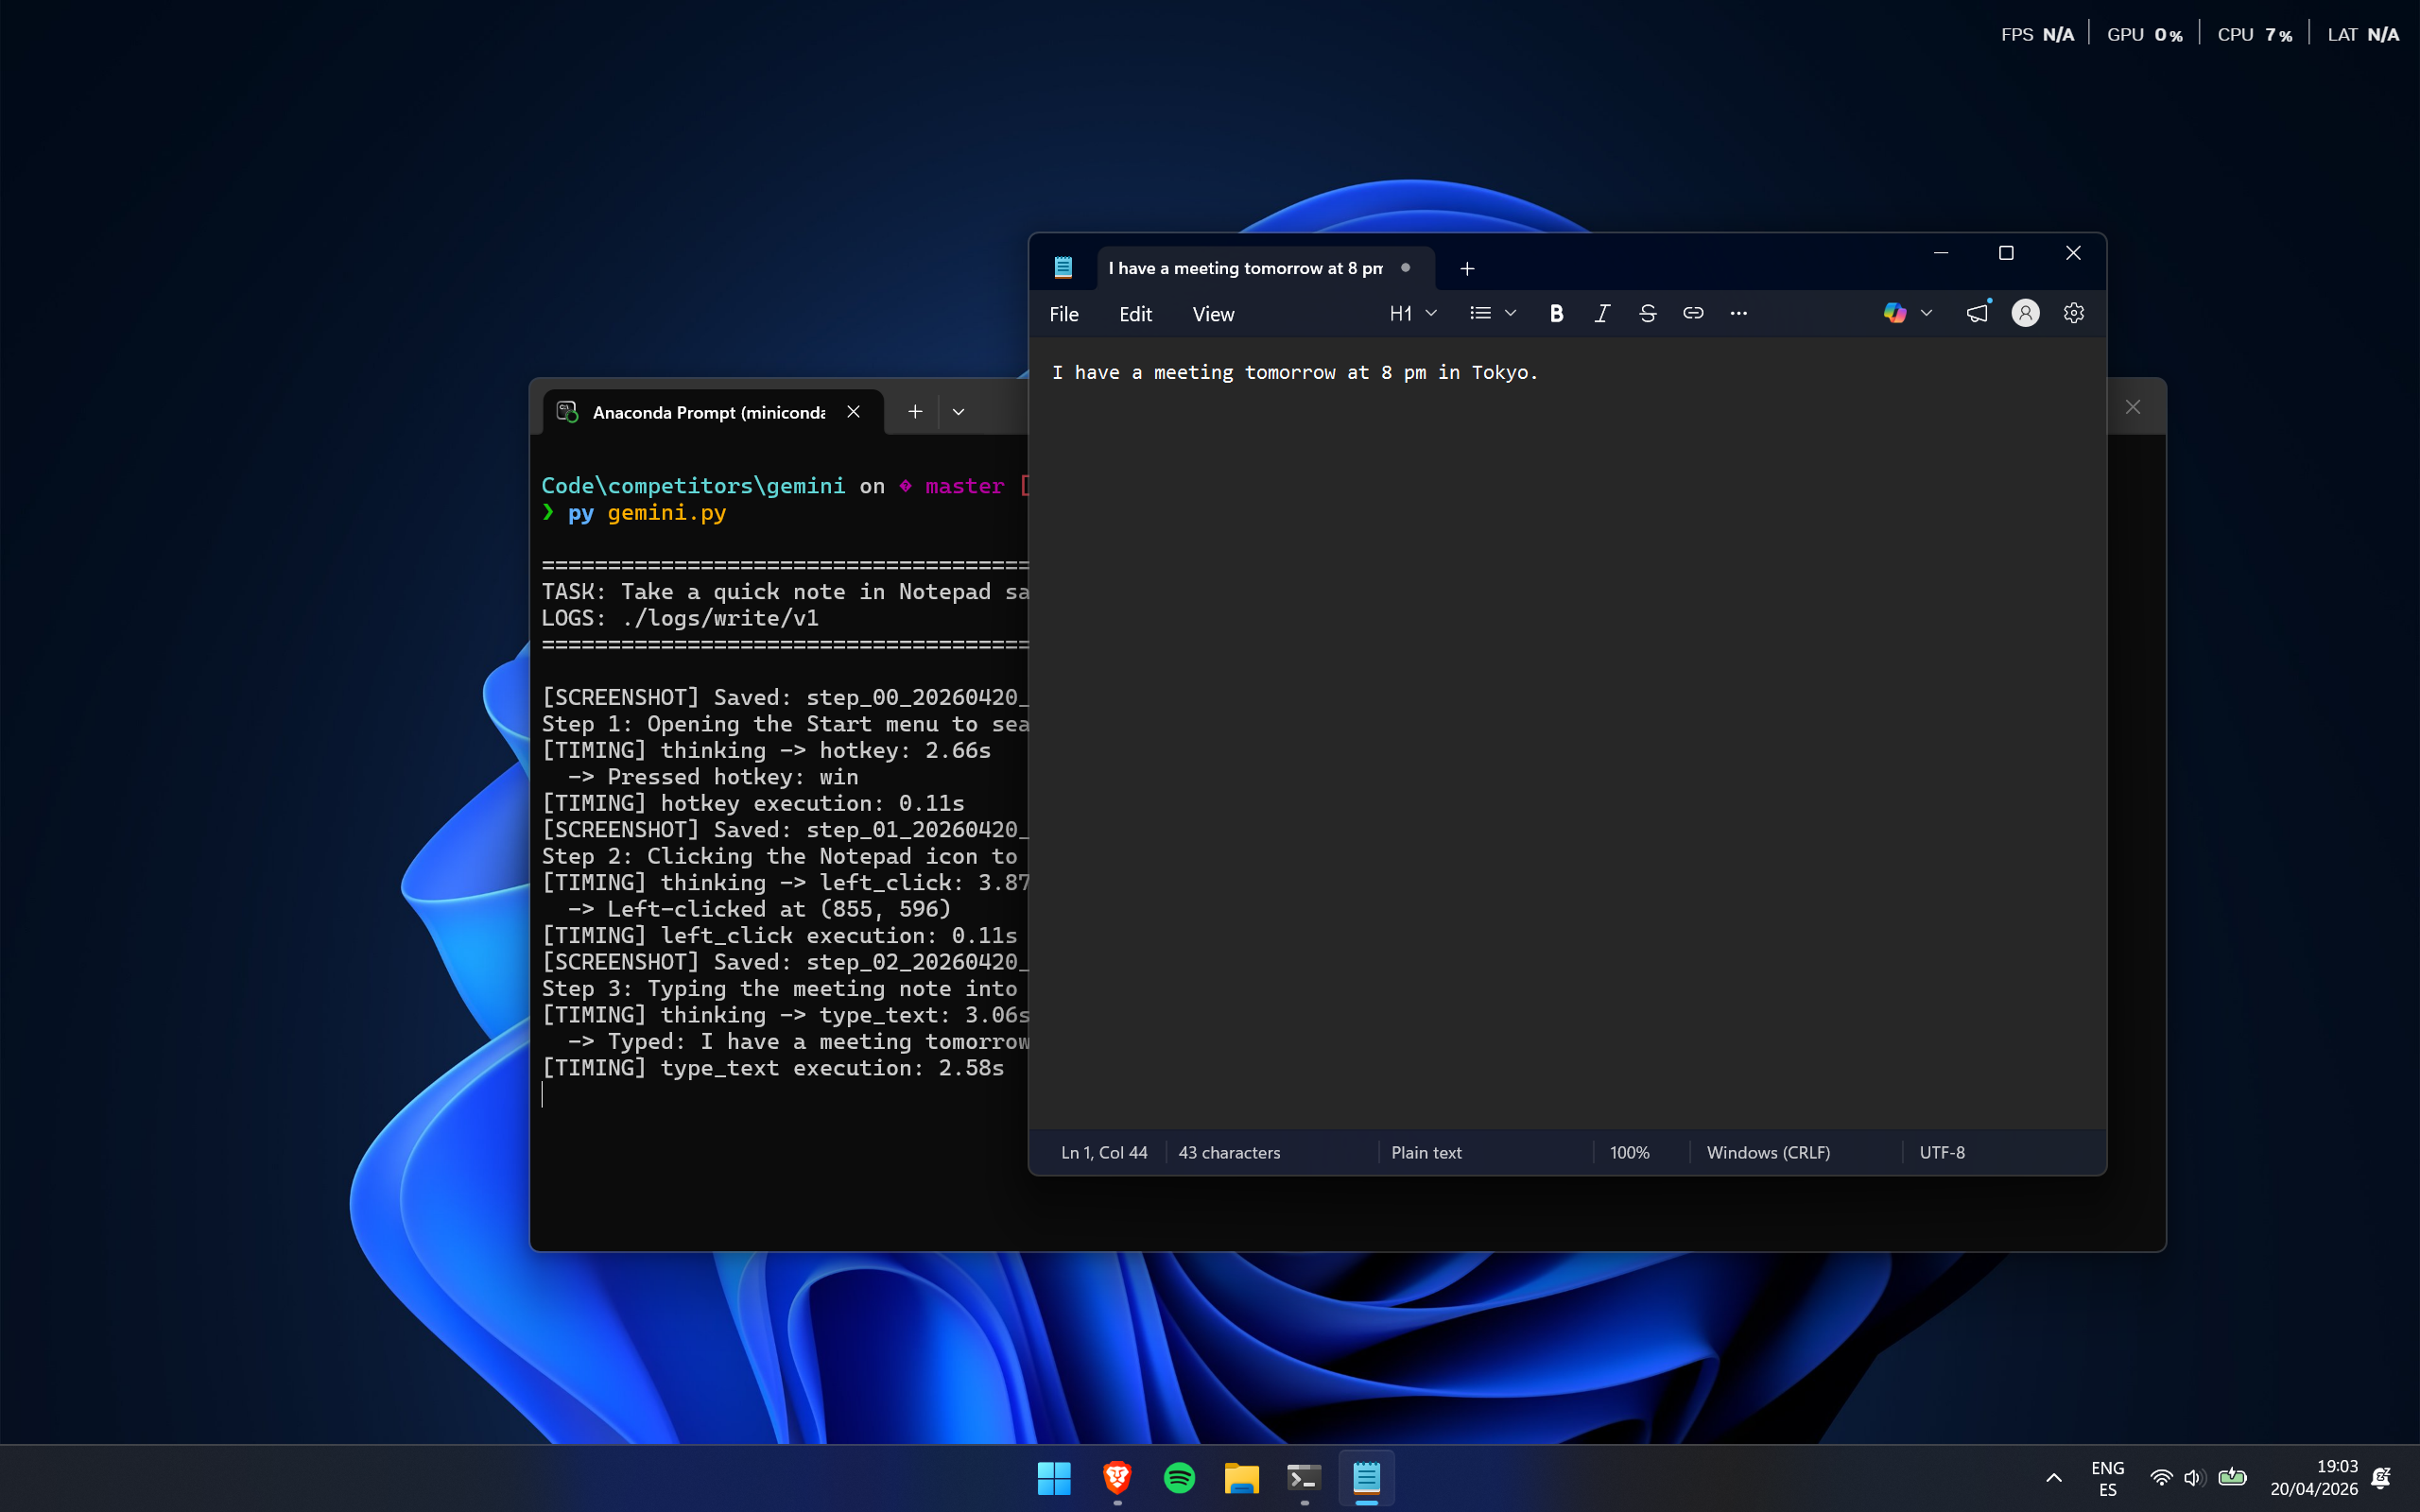 FPS N/A GPU 0% CPU 7% LAT N/A
I have a meeting tomorrow at 8 pm
File Edit View H1
I have a meeting tomorrow at 8 pm in Tokyo.
Ln 1, Col 44 43 characters Plain text 100% Windows (CRLF) UTF-8
Anaconda Prompt (miniconda
Code\competitors\gemini on master
❯ py gemini.py
=====================================
TASK: Take a quick note in Notepad sa
LOGS: ./logs/write/v1
=====================================
[SCREENSHOT] Saved: step_00_20260420_
Step 1: Opening the Start menu to sea
[TIMING] thinking -> hotkey: 2.66s
-> Pressed hotkey: win
[TIMING] hotkey execution: 0.11s
[SCREENSHOT] Saved: step_01_20260420_
Step 2: Clicking the Notepad icon to
[TIMING] thinking -> left_click: 3.87
-> Left-clicked at (855, 596)
[TIMING] left_click execution: 0.11s
[SCREENSHOT] Saved: step_02_20260420_
Step 3: Typing the meeting note into
[TIMING] thinking -> type_text: 3.06s
-> Typed: I have a meeting tomorrow
[TIMING] type_text execution: 2.58s
ENG
ES
19:03
20/04/2026